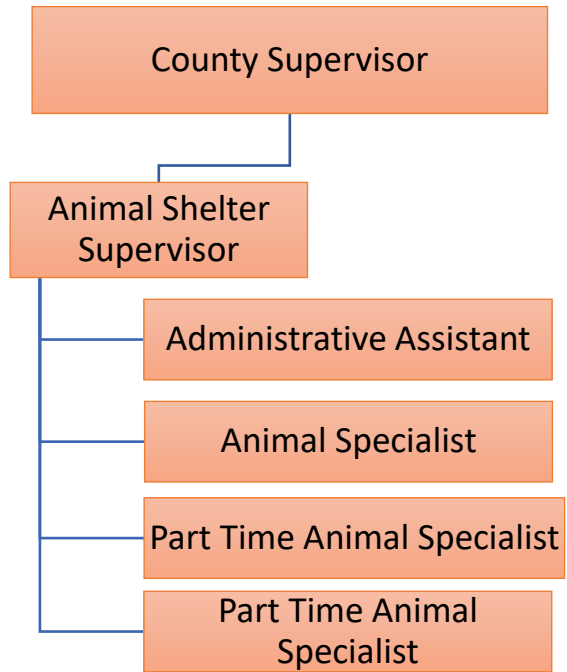 County Supervisor
Animal Shelter
Supervisor
Administrative Assistant
Animal Specialist
Part Time Animal Specialist
Part Time Animal
Specialist